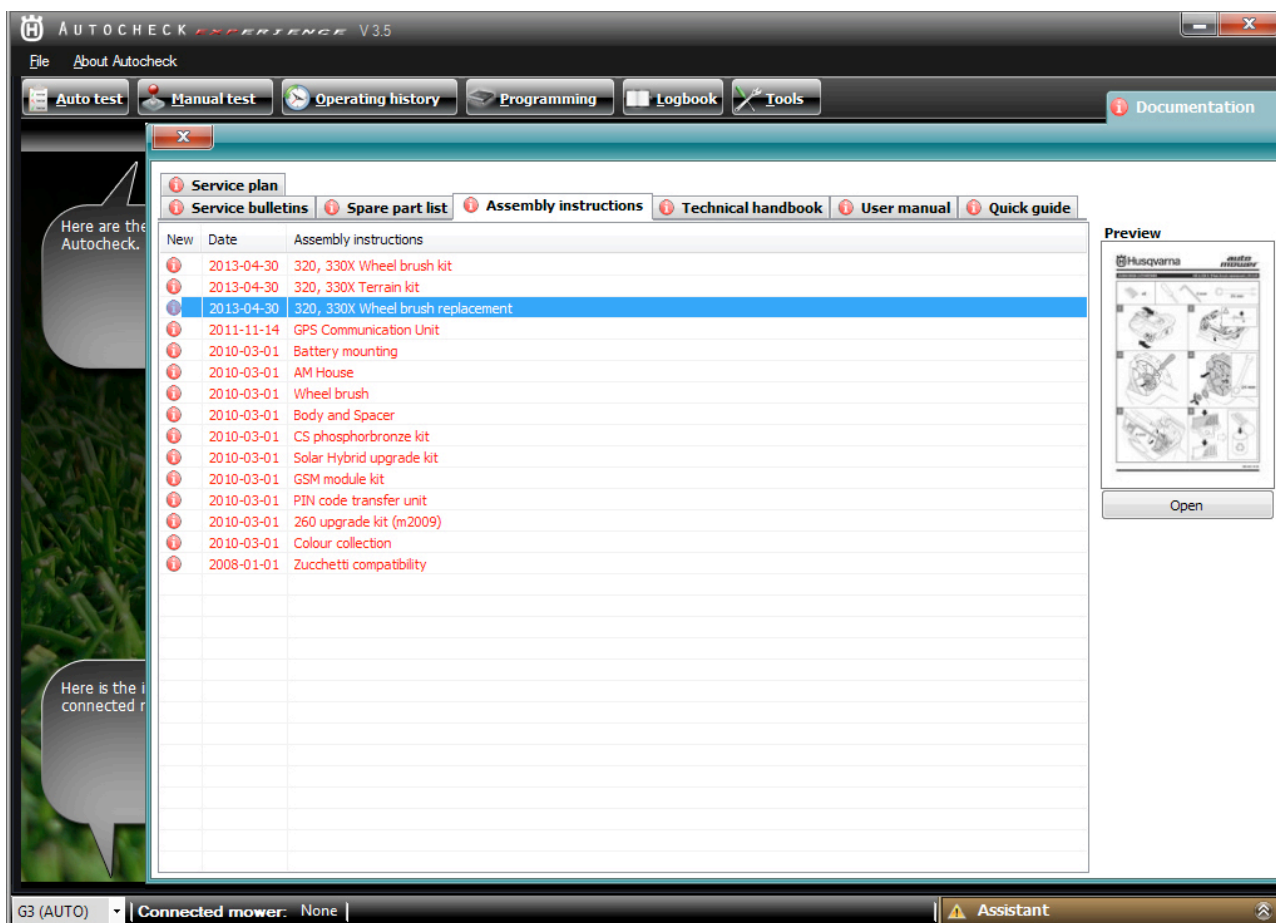 AUTOCHECK EXPERIENCE V3.5
File About Autocheck
Auto test Manual test Operating history Programming Logbook Tools
Documentation
Service plan
Service bulletins Spare part list Assembly instructions Technical handbook User manual Quick guide
Here are the
Autocheck.
New Date Assembly instructions
2013-04-30 320, 330X Wheel brush kit
2013-04-30 320, 330X Terrain kit
2013-04-30 320, 330X Wheel brush replacement
2011-11-14 GPS Communication Unit
2010-03-01 Battery mounting
2010-03-01 AM House
2010-03-01 Wheel brush
2010-03-01 Body and Spacer
2010-03-01 CS phosphorbronze kit
2010-03-01 Solar Hybrid upgrade kit
2010-03-01 GSM module kit
2010-03-01 PIN code transfer unit
2010-03-01 260 upgrade kit (m2009)
2010-03-01 Colour collection
2008-01-01 Zucchetti compatibility
Preview
Husqvarna auto mower
Open
Here is the i
connected r
G3 (AUTO) Connected mower: None Assistant